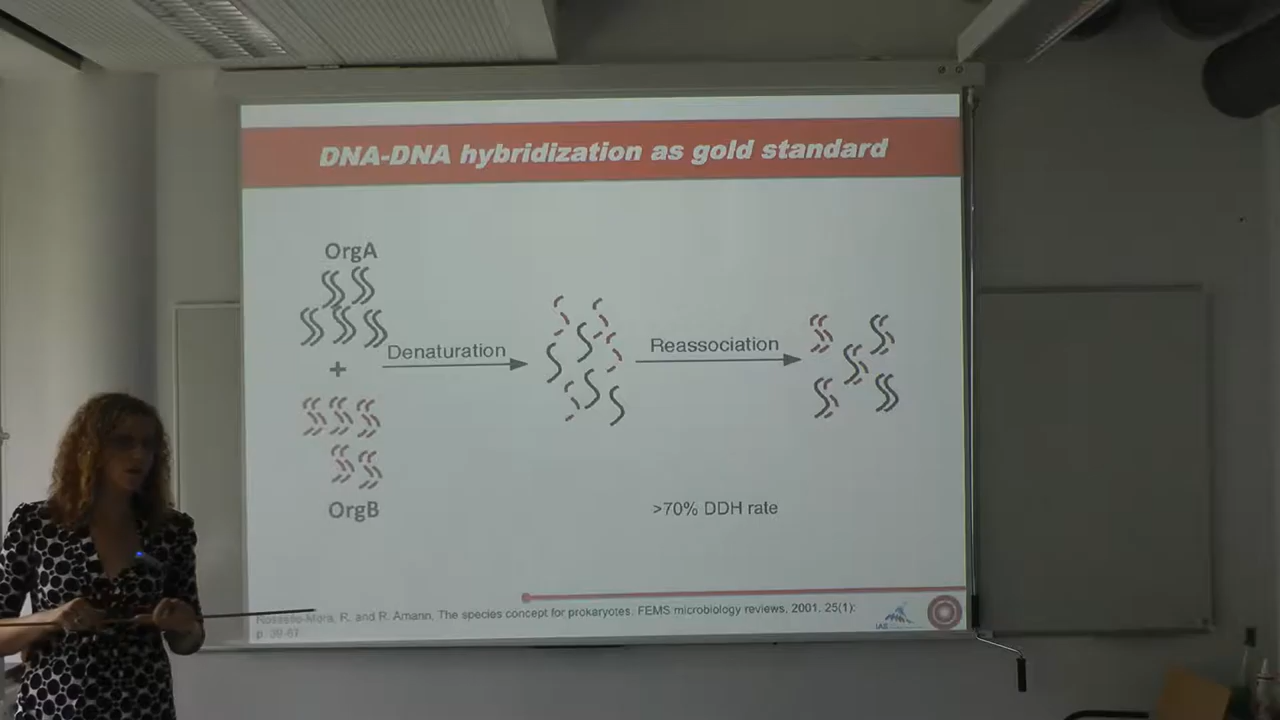 DNA-DNA hybridization as gold standard
OrgA
+
Denaturation
Reassociation
OrgB
>70% DDH rate
Rosselló-Mora, R. and R. Amann, The species concept for prokaryotes. FEMS microbiology reviews, 2001. 25(1):
p. 39-67
IAS